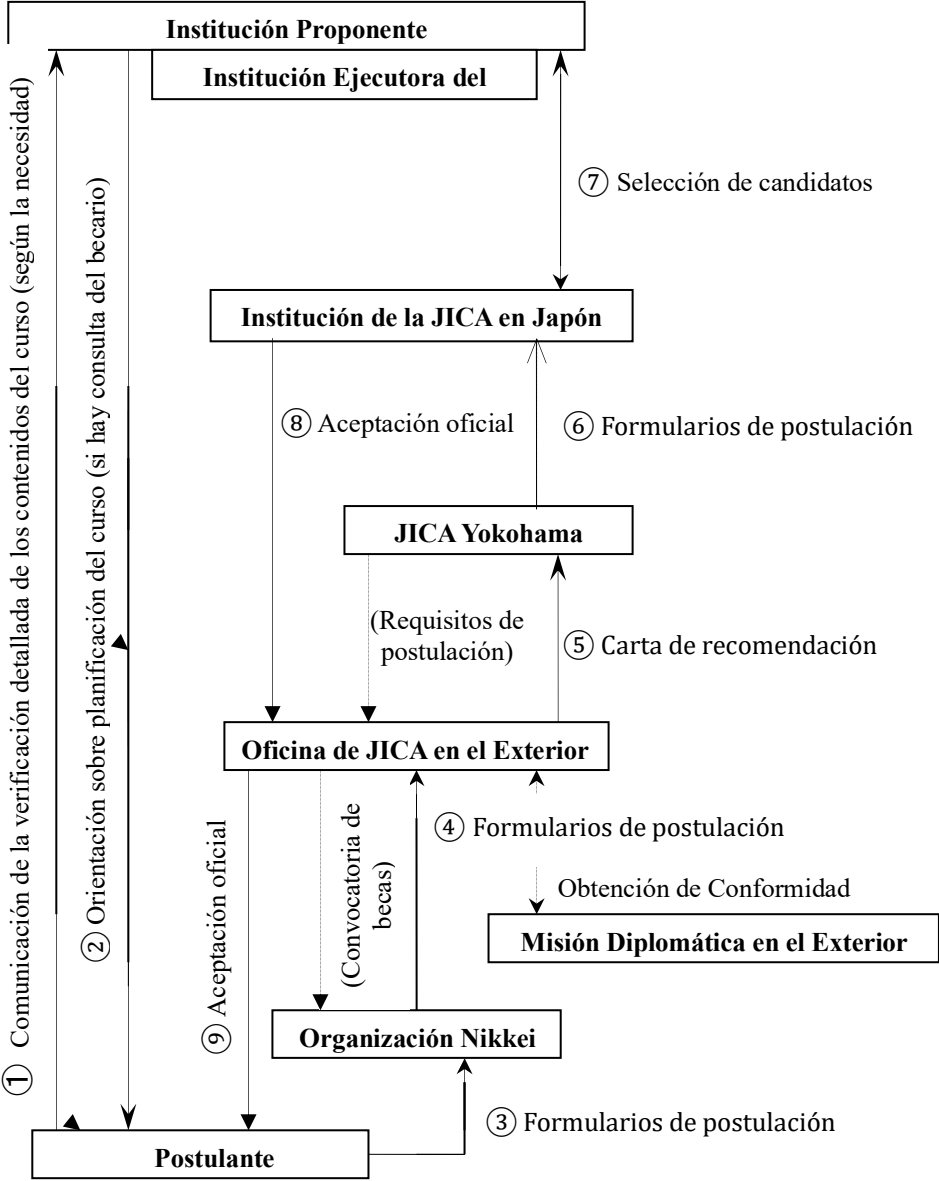 Institución Proponente
Institución Ejecutora del
① Comunicación de la verificación detallada de los contenidos del curso (según la necesidad)
② Orientación sobre planificación del curso (si hay consulta del becario)
⑦ Selección de candidatos
Institución de la JICA en Japón
⑧ Aceptación oficial
⑥ Formularios de postulación
JICA Yokohama
(Requisitos de
postulación)
⑤ Carta de recomendación
Oficina de JICA en el Exterior
⑨ Aceptación oficial
(Convocatoria de
becas)
④ Formularios de postulación
Obtención de Conformidad
Misión Diplomática en el Exterior
Organización Nikkei
③ Formularios de postulación
Postulante